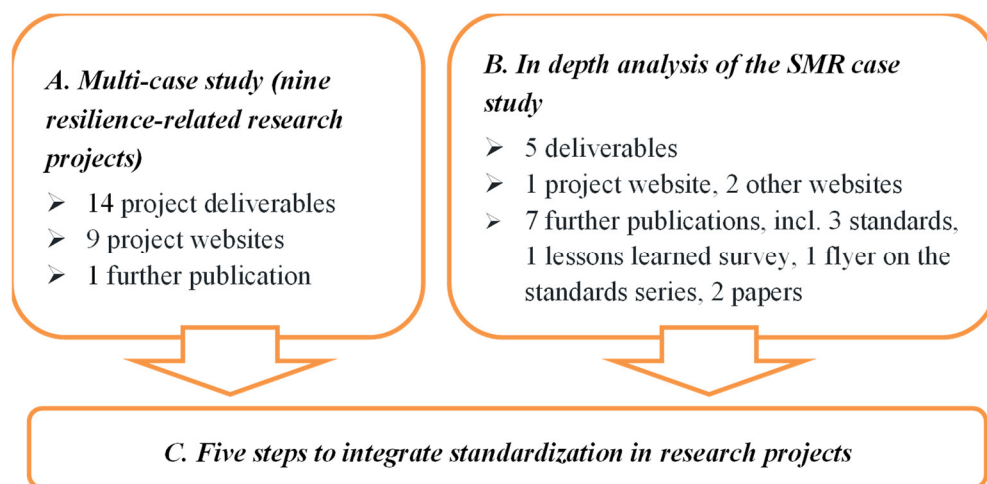 A. Multi-case study (nine
resilience-related research
projects)
➢ 14 project deliverables
➢ 9 project websites
➢ 1 further publication
B. In depth analysis of the SMR case
study
➢ 5 deliverables
➢ 1 project website, 2 other websites
➢ 7 further publications, incl. 3 standards,
1 lessons learned survey, 1 flyer on the
standards series, 2 papers
C. Five steps to integrate standardization in research projects